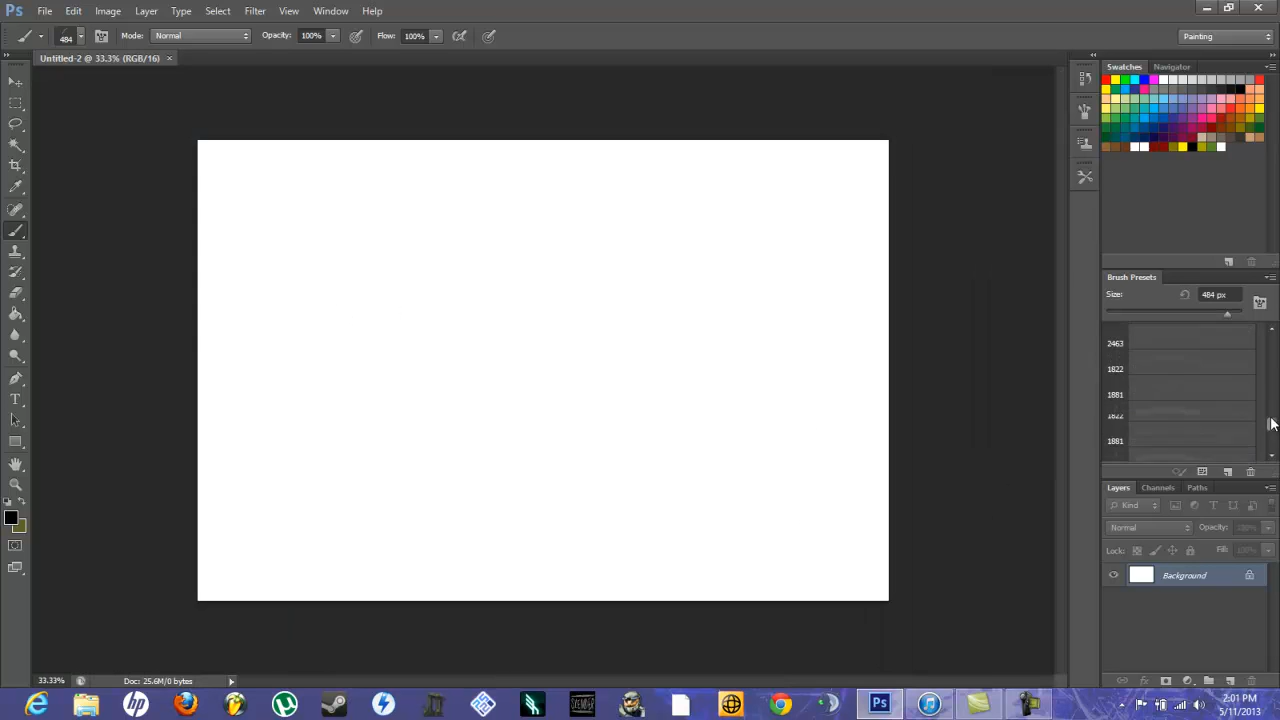 Ps File Edit Image Layer Type Select Filter View Window Help
484 Mode: Normal Opacity: 100% Flow: 100% Painting
Untitled-2 @ 33.3% (RGB/16) ×
Swatches Navigator
Brush Presets
Size: 484 px
2463
1822
1881
1822
1881
Layers Channels Paths
Kind
Normal Opacity: 100%
Lock: Fill: 100%
Background
33.33% Doc: 25.6M/0 bytes
2:01 PM
5/11/2013